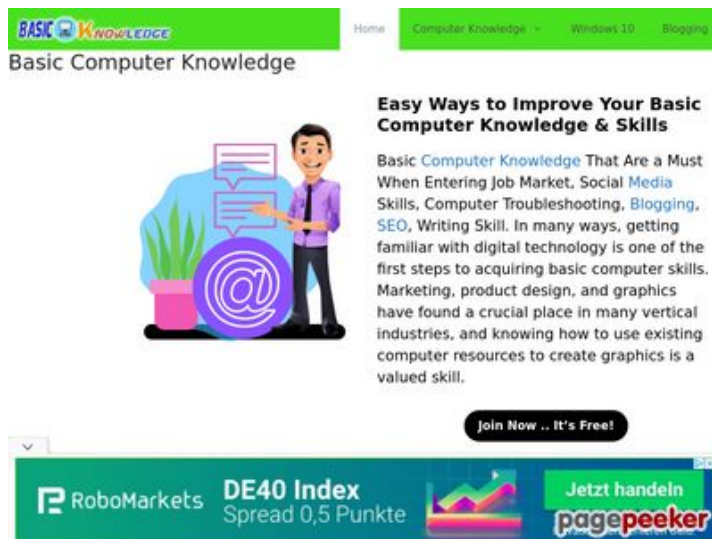 BASIC KNOWLEDGE
Home Computer Knowledge Windows 10 Blogging
Basic Computer Knowledge
Easy Ways to Improve Your Basic
Computer Knowledge & Skills
Basic Computer Knowledge That Are a Must
When Entering Job Market, Social Media
Skills, Computer Troubleshooting, Blogging,
SEO, Writing Skill. In many ways, getting
familiar with digital technology is one of the
first steps to acquiring basic computer skills.
Marketing, product design, and graphics
have found a crucial place in many vertical
industries, and knowing how to use existing
computer resources to create graphics is a
valued skill.
@
Join Now .. It's Free!
RoboMarkets
DE40 Index
Spread 0,5 Punkte
Jetzt handeln
pagepeeker